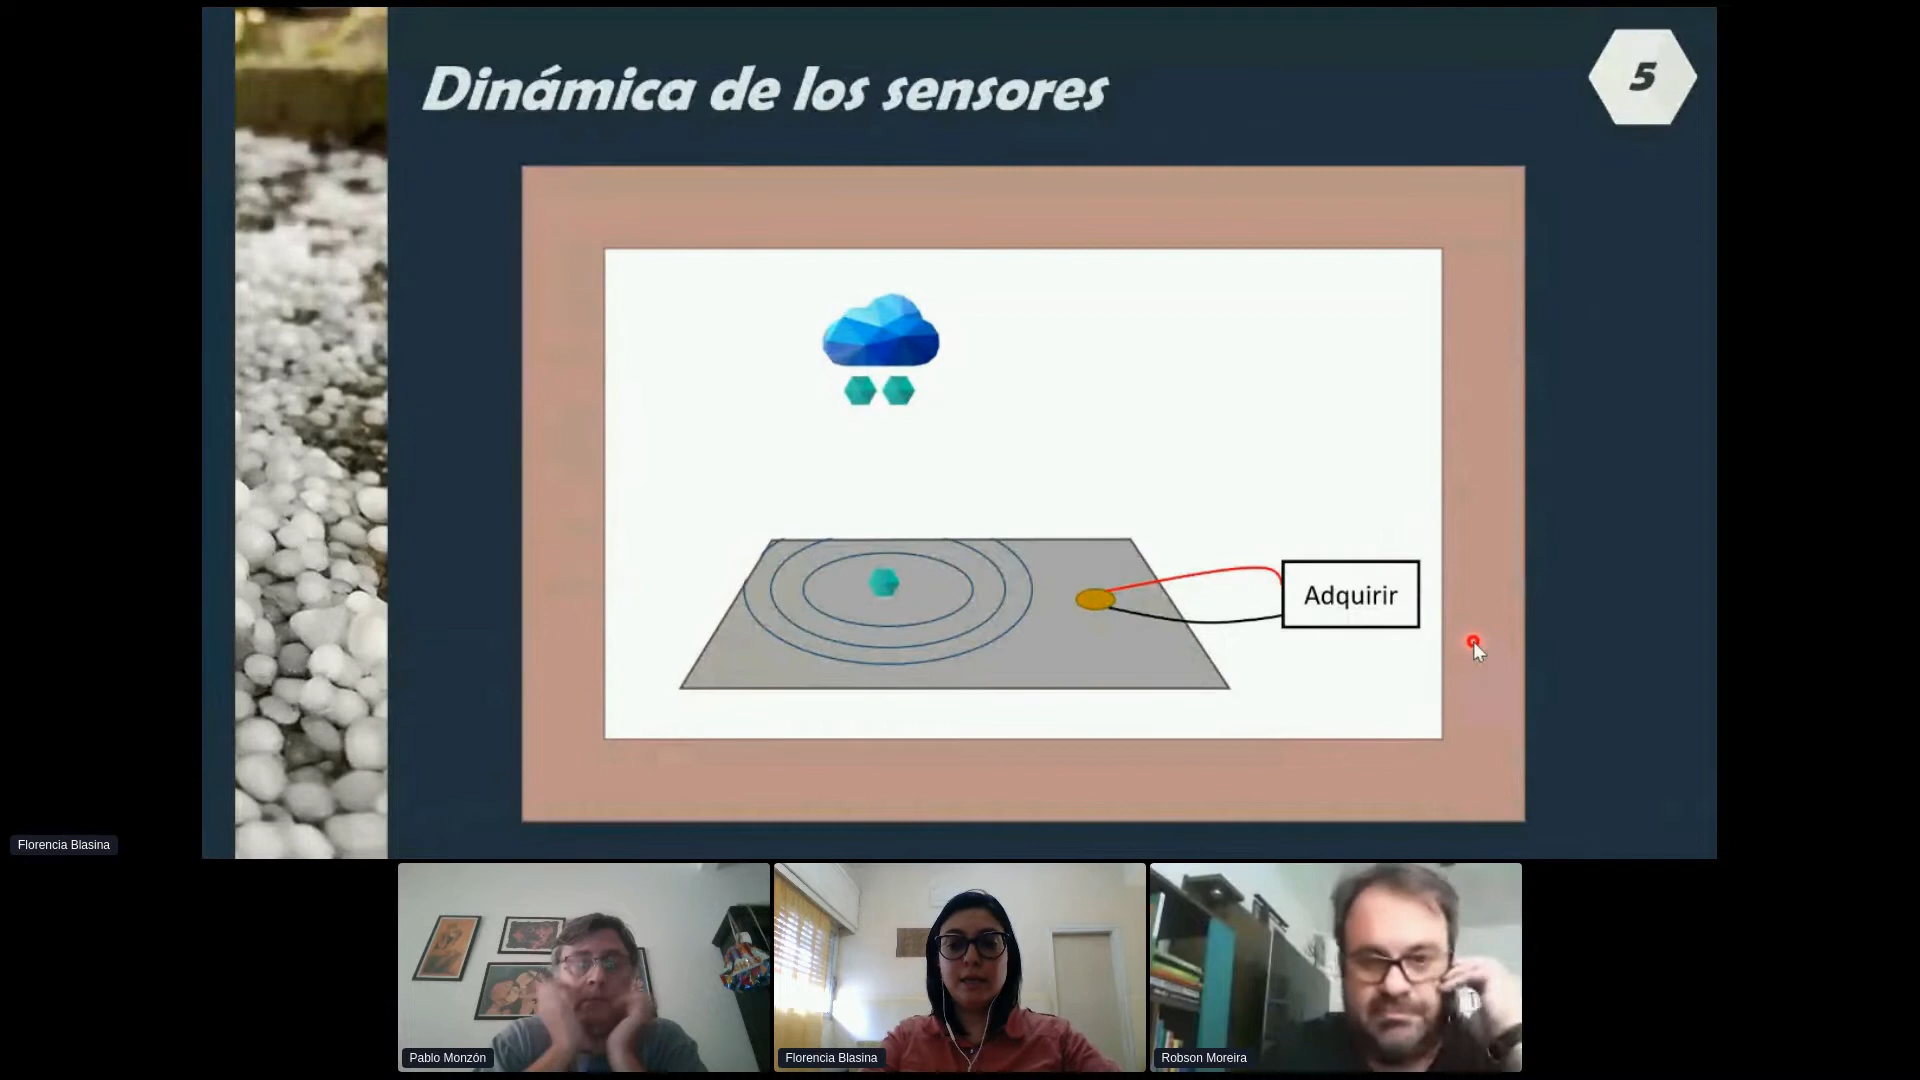 Dinámica de los sensores
5
Adquirir
Florencia Blasina
Pablo Monzón
Florencia Blasina
Robson Moreira